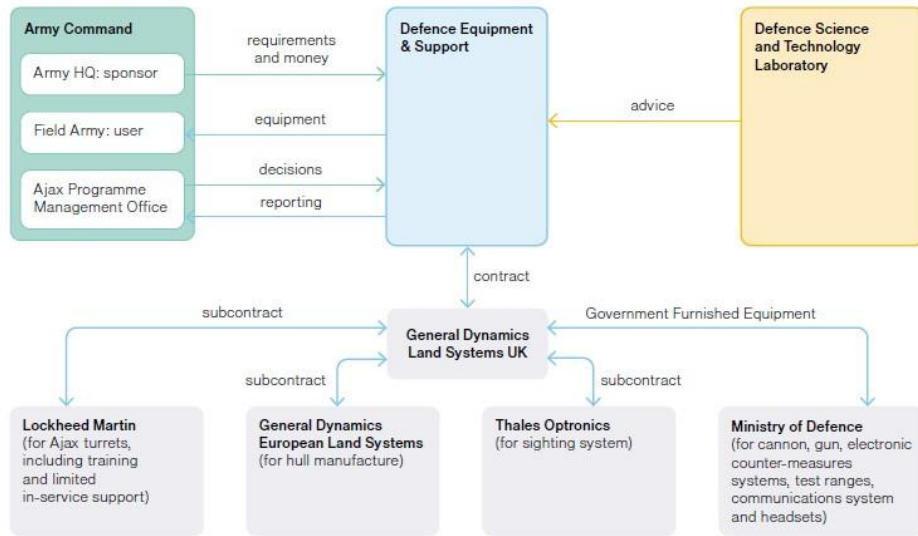 Army Command
Army HQ: sponsor
Field Army: user
Ajax Programme
Management Office
requirements
and money
equipment
decisions
reporting
Defence Equipment
& Support
advice
Defence Science
and Technology
Laboratory
contract
subcontract
General Dynamics
Land Systems UK
Government Furnished Equipment
subcontract
subcontract
Lockheed Martin
(for Ajax turrets,
including training
and limited
in-service support)
General Dynamics
European Land Systems
(for hull manufacture)
Thales Optronics
(for sighting system)
Ministry of Defence
(for cannon, gun, electronic
counter-measures
systems, test ranges,
communications system
and headsets)